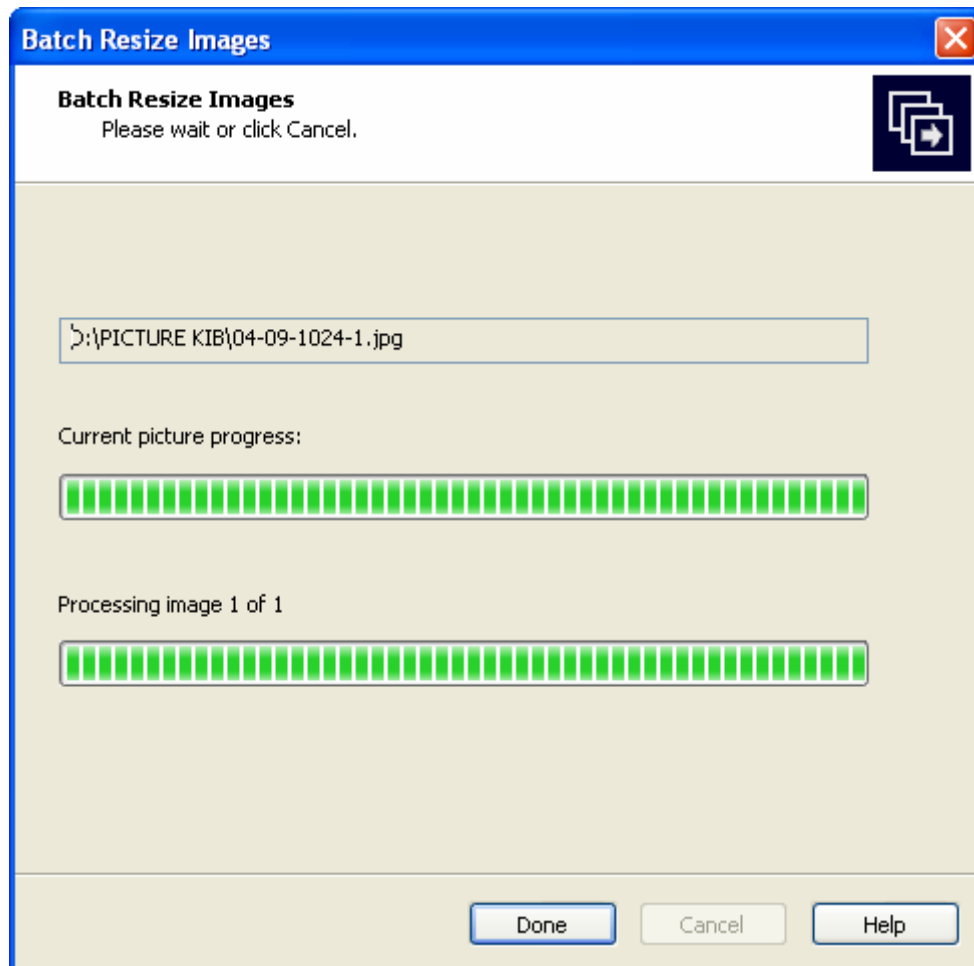 Batch Resize Images
Batch Resize Images
Please wait or click Cancel.
D:\PICTURE KIB\04-09-1024-1.jpg
Current picture progress:
Processing image 1 of 1
Done
Cancel
Help